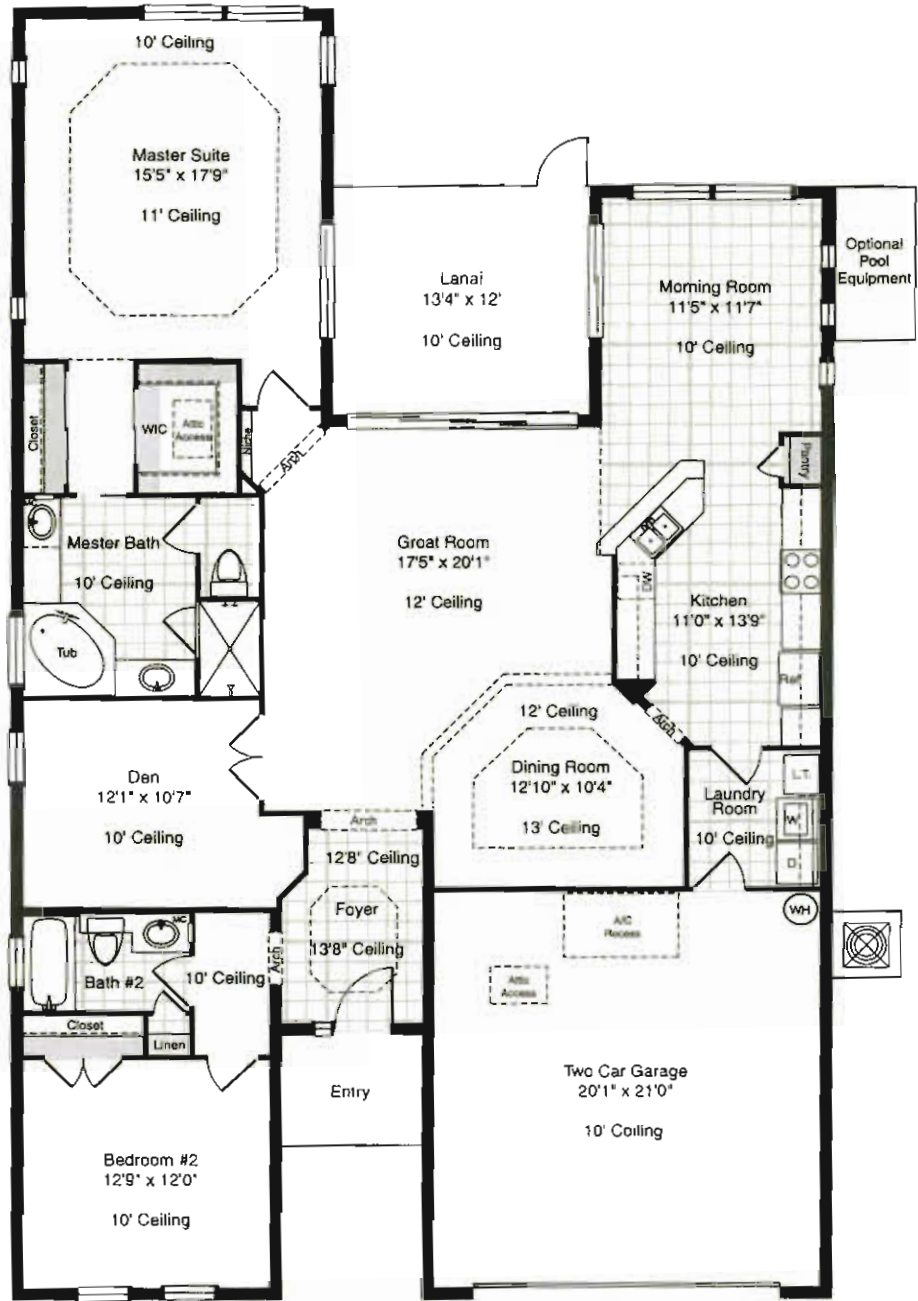 10' Ceiling
Master Suite
15'5" x 17'9"
11' Ceiling
Lanai
13'4" x 12'
10' Ceiling
Morning Room
11'5" x 11'7"
10' Ceiling
Optional
Pool
Equipment
Closet
WIC
Attic
Access
Niche
Arch
Pantry
Master Bath
10' Ceiling
Tub
Great Room
17'5" x 20'1"
12' Ceiling
DW
Kitchen
11'0" x 13'9"
10' Ceiling
Ref
Arch
12' Ceiling
Dining Room
12'10" x 10'4"
13' Ceiling
Den
12'1" x 10'7"
10' Ceiling
Laundry
Room
10' Ceiling
L.T.
W
D
Arch
12'8" Ceiling
Foyer
13'8" Ceiling
Arch
MC
Bath #2
10' Ceiling
Closet
Linen
A/C
Recess
WH
Attic
Access
Entry
Two Car Garage
20'1" x 21'0"
10' Ceiling
Bedroom #2
12'9" x 12'0"
10' Ceiling